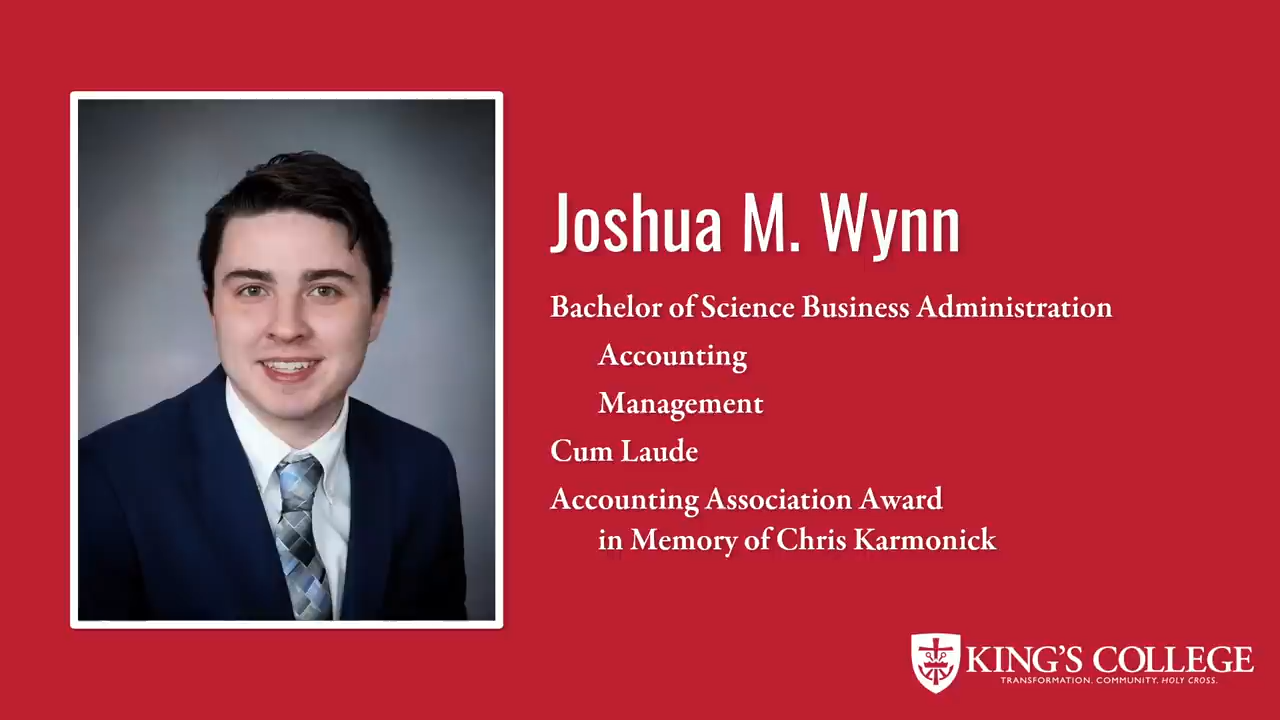 Joshua M. Wynn
Bachelor of Science Business Administration
Accounting
Management
Cum Laude
Accounting Association Award
in Memory of Chris Karmonick
KING'S COLLEGE
TRANSFORMATION. COMMUNITY. HOLY CROSS.